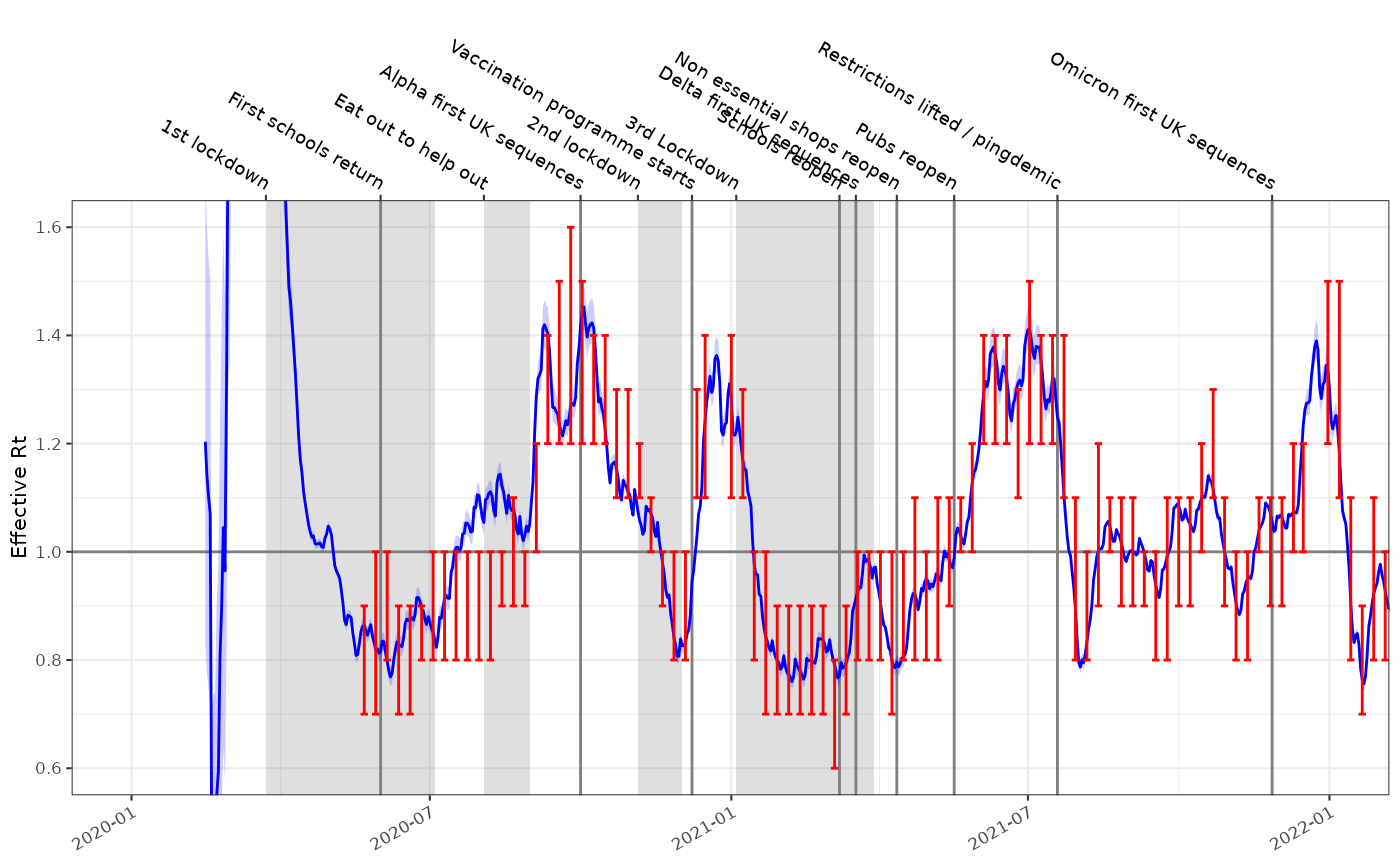 1st lockdown
First schools return
Eat out to help out
Alpha first UK sequences
2nd lockdown
Vaccination programme starts
3rd Lockdown
Schools reopen
Delta first UK sequences
Non essential shops reopen
Pubs reopen
Restrictions lifted / pingdemic
Omicron first UK sequences
Effective Rt
1.6
1.4
1.2
1.0
0.8
0.6
2020-01
2020-07
2021-01
2021-07
2022-01